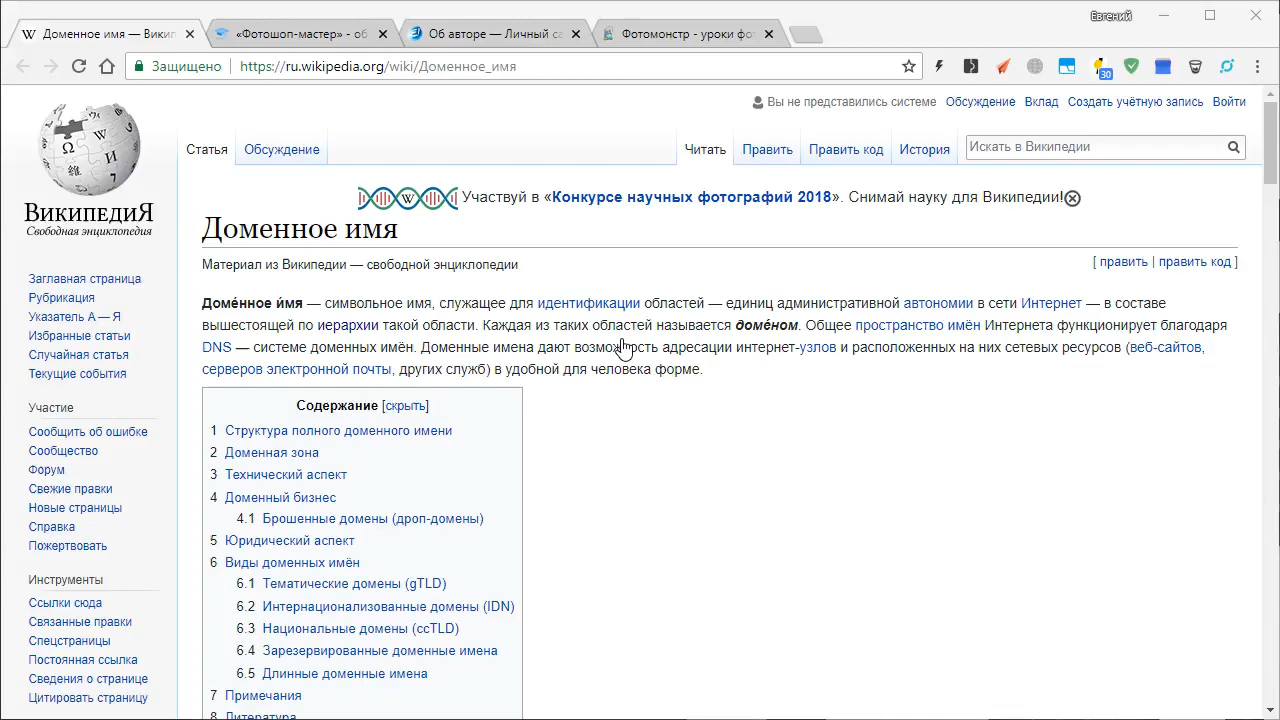 Евгений
Доменное имя — Вики
«Фотошоп-мастер» - об
Об авторе — Личный са
Фотомонстр - уроки фо
Защищено
https://ru.wikipedia.org/wiki/Доменное_имя
30
Вы не представились системе Обсуждение Вклад Создать учётную запись Войти
Статья Обсуждение Читать Править Править код История Искать в Википедии
ВикипедиЯ
Свободная энциклопедия
Заглавная страница
Рубрикация
Указатель А — Я
Избранные статьи
Случайная статья
Текущие события
Участие
Сообщить об ошибке
Сообщество
Форум
Свежие правки
Новые страницы
Справка
Пожертвовать
Инструменты
Ссылки сюда
Связанные правки
Спецстраницы
Постоянная ссылка
Сведения о странице
Цитировать страницу
Участвуй в «Конкурсе научных фотографий 2018». Снимай науку для Википедии!
Доменное имя
Материал из Википедии — свободной энциклопедии
[ править | править код ]
Доме́нное и́мя — символьное имя, служащее для идентификации областей — единиц административной автономии в сети Интернет — в составе
вышестоящей по иерархии такой области. Каждая из таких областей называется доме́ном. Общее пространство имён Интернета функционирует благодаря
DNS — системе доменных имён. Доменные имена дают возможность адресации интернет-узлов и расположенных на них сетевых ресурсов (веб-сайтов,
серверов электронной почты, других служб) в удобной для человека форме.
Содержание [скрыть]
1 Структура полного доменного имени
2 Доменная зона
3 Технический аспект
4 Доменный бизнес
4.1 Брошенные домены (дроп-домены)
5 Юридический аспект
6 Виды доменных имён
6.1 Тематические домены (gTLD)
6.2 Интернационализованные домены (IDN)
6.3 Национальные домены (ccTLD)
6.4 Зарезервированные доменные имена
6.5 Длинные доменные имена
7 Примечания
8 Литература